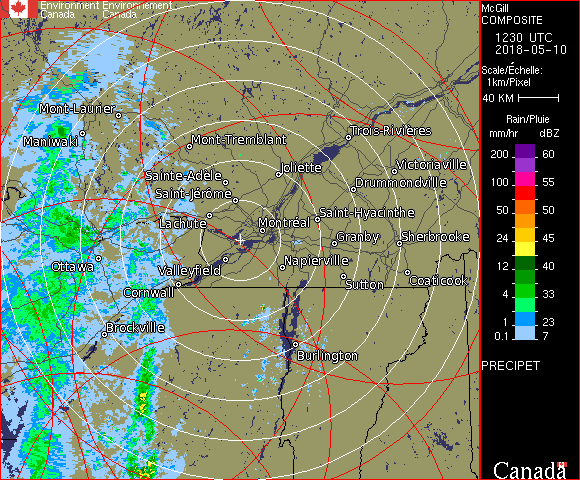 Environment Environnement
Canada Canada
McGill
COMPOSITE
1230 UTC
2018-05-10
Scale/Échelle:
1km/Pixel
40 KM
Rain/Pluie
mm/hr dBZ
200 60
100 55
50 50
24 45
12 40
4 33
1 23
0.1 7
PRECIPET
Canada
Mont-Laurier
Maniwaki
Mont-Tremblant
Trois-Rivières
Joliette
Victoriaville
Sainte-Adèle
Drummondville
Saint-Jérôme
Lachute
Saint-Hyacinthe
Montréal
Granby
Sherbrooke
Ottawa
Valleyfield
Napierville
Cornwall
Sutton
Coaticook
Brockville
Burlington